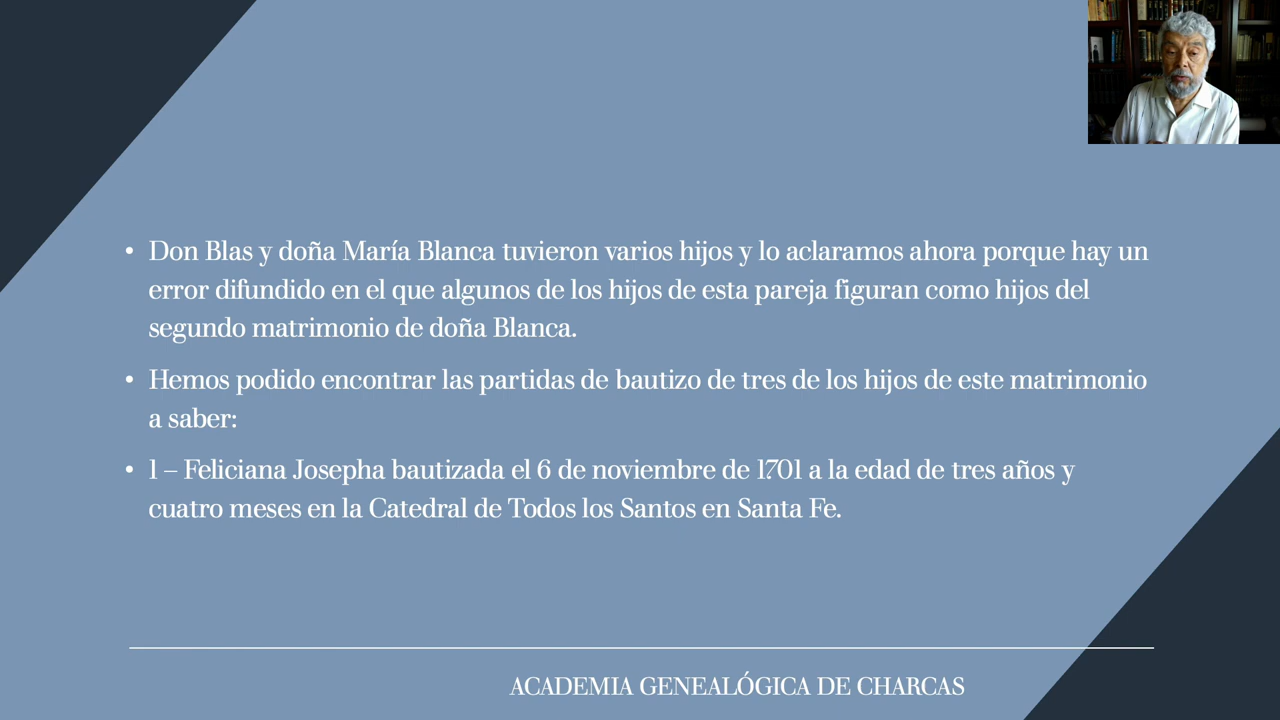 • Don Blas y doña María Blanca tuvieron varios hijos y lo aclaramos ahora porque hay un
error difundido en el que algunos de los hijos de esta pareja figuran como hijos del
segundo matrimonio de doña Blanca.
• Hemos podido encontrar las partidas de bautizo de tres de los hijos de este matrimonio
a saber:
• 1 – Feliciana Josepha bautizada el 6 de noviembre de 1701 a la edad de tres años y
cuatro meses en la Catedral de Todos los Santos en Santa Fe.
ACADEMIA GENEALÓGICA DE CHARCAS